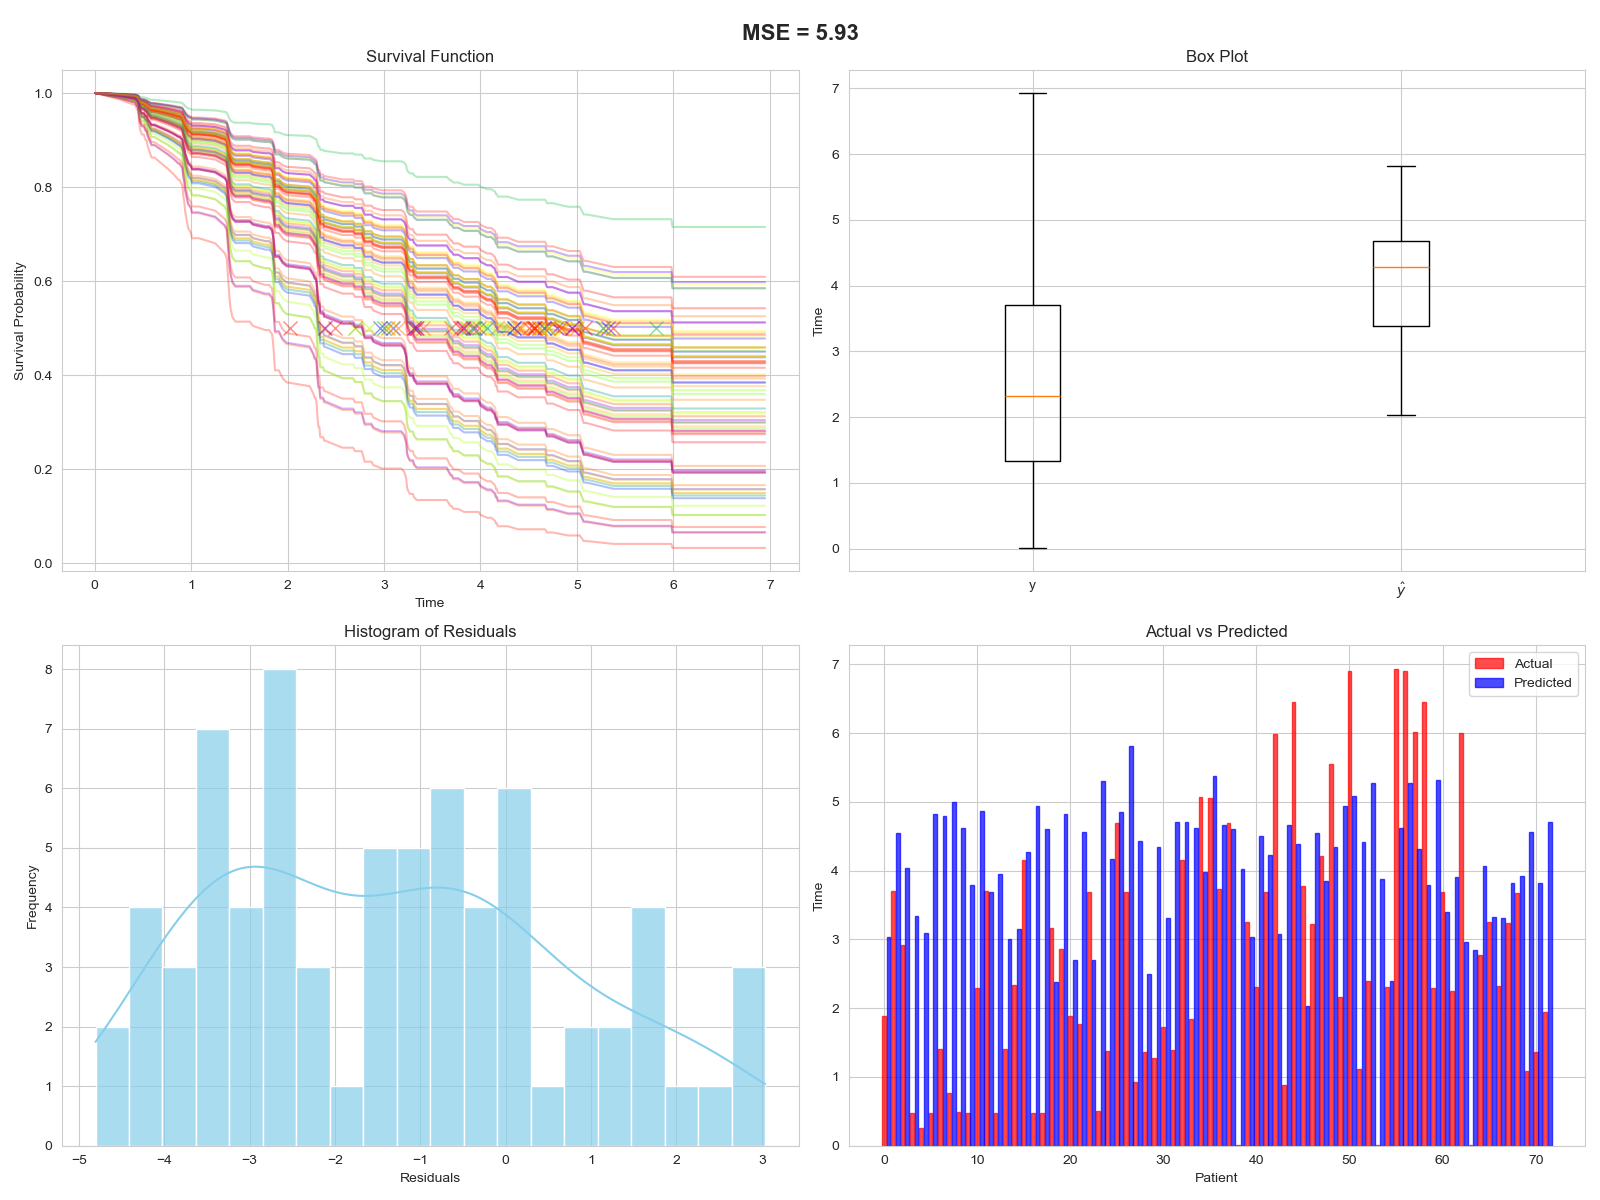 MSE = 5.93
Survival Function
1.0
0.8
0.6
0.4
0.2
0.0
Survival Probability
0 1 2 3 4 5 6 7
Time
Box Plot
7
6
5
4
3
2
1
0
Time
y ŷ
Histogram of Residuals
8
7
6
5
4
3
2
1
0
Frequency
−5 −4 −3 −2 −1 0 1 2 3
Residuals
Actual vs Predicted
Actual
Predicted
7
6
5
4
3
2
1
0
Time
0 10 20 30 40 50 60 70
Patient